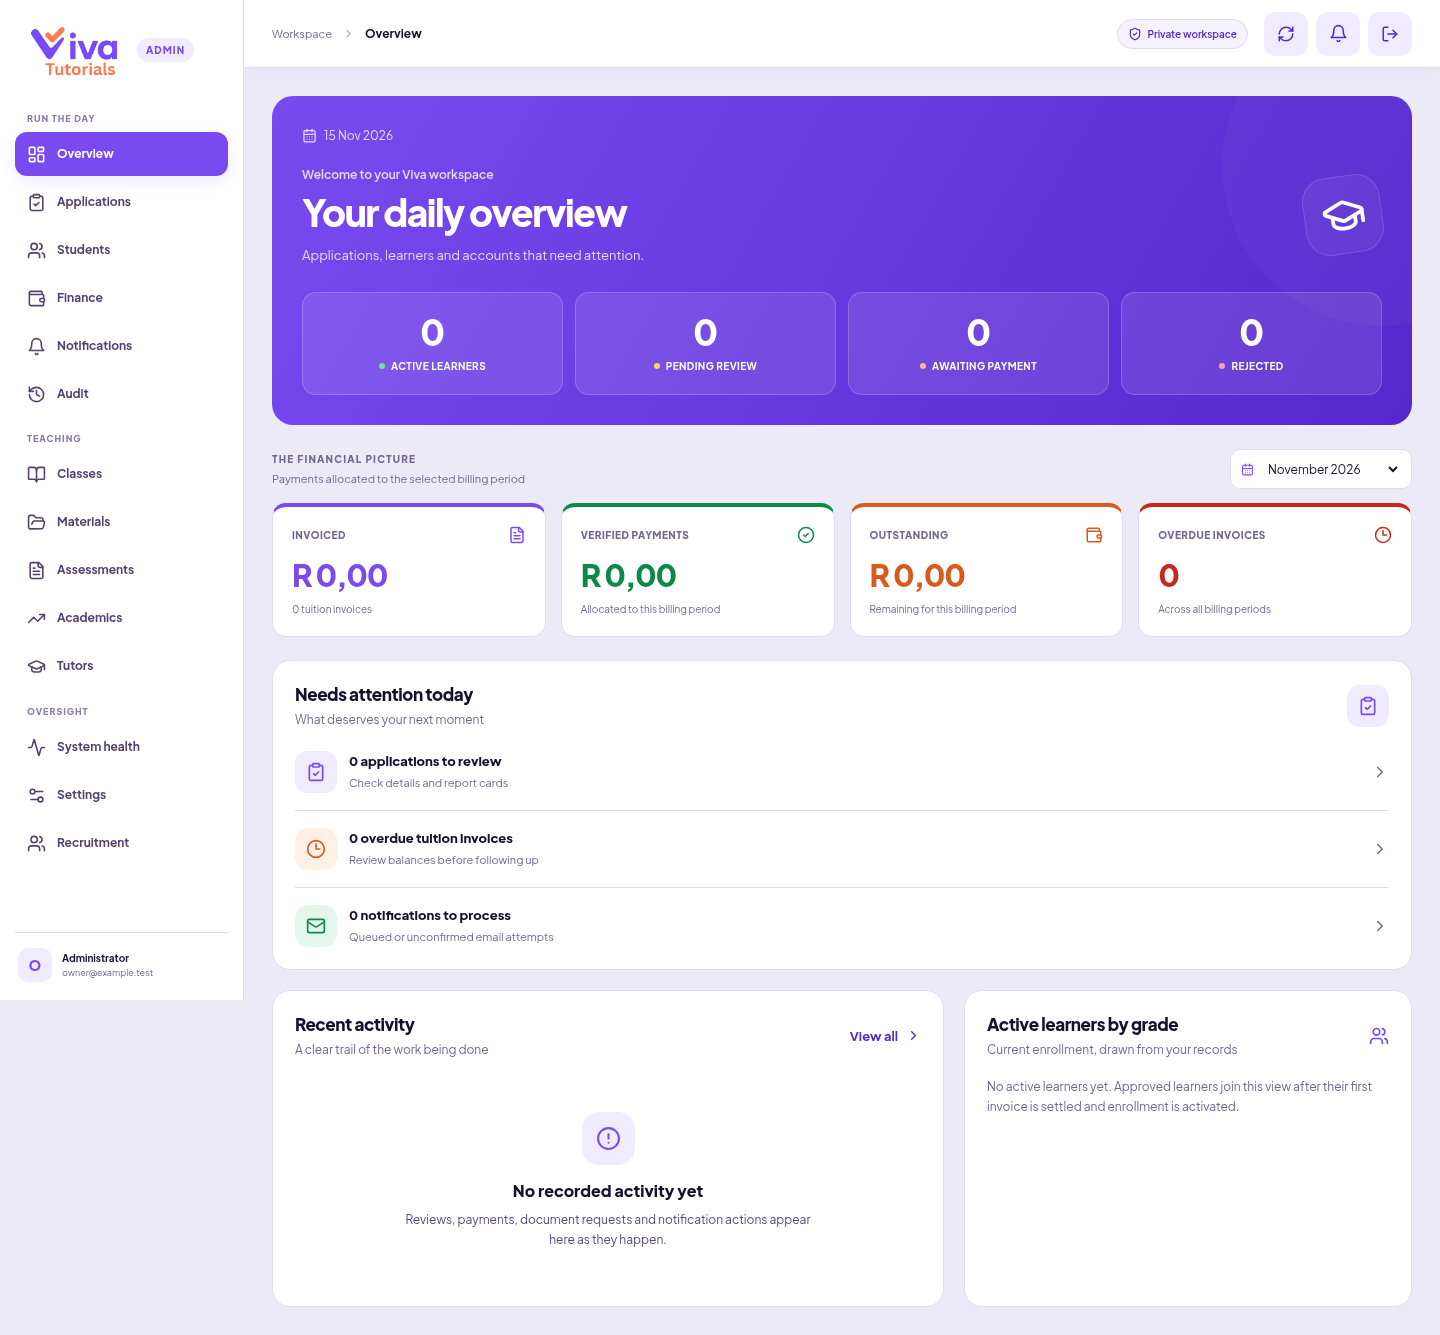 Viva
Tutorials
ADMIN
RUN THE DAY
Overview
Applications
Students
Finance
Notifications
Audit
TEACHING
Classes
Materials
Assessments
Academics
Tutors
OVERSIGHT
System health
Settings
Recruitment
O
Administrator
owner@example.test
Workspace
Overview
Private workspace
15 Nov 2026
Welcome to your Viva workspace
Your daily overview
Applications, learners and accounts that need attention.
0
ACTIVE LEARNERS
0
PENDING REVIEW
0
AWAITING PAYMENT
0
REJECTED
THE FINANCIAL PICTURE
Payments allocated to the selected billing period
November 2026
INVOICED
R 0,00
0 tuition invoices
VERIFIED PAYMENTS
R 0,00
Allocated to this billing period
OUTSTANDING
R 0,00
Remaining for this billing period
OVERDUE INVOICES
0
Across all billing periods
Needs attention today
What deserves your next moment
0 applications to review
Check details and report cards
0 overdue tuition invoices
Review balances before following up
0 notifications to process
Queued or unconfirmed email attempts
Recent activity
A clear trail of the work being done
View all
No recorded activity yet
Reviews, payments, document requests and notification actions appear
here as they happen.
Active learners by grade
Current enrollment, drawn from your records
No active learners yet. Approved learners join this view after their first
invoice is settled and enrollment is activated.